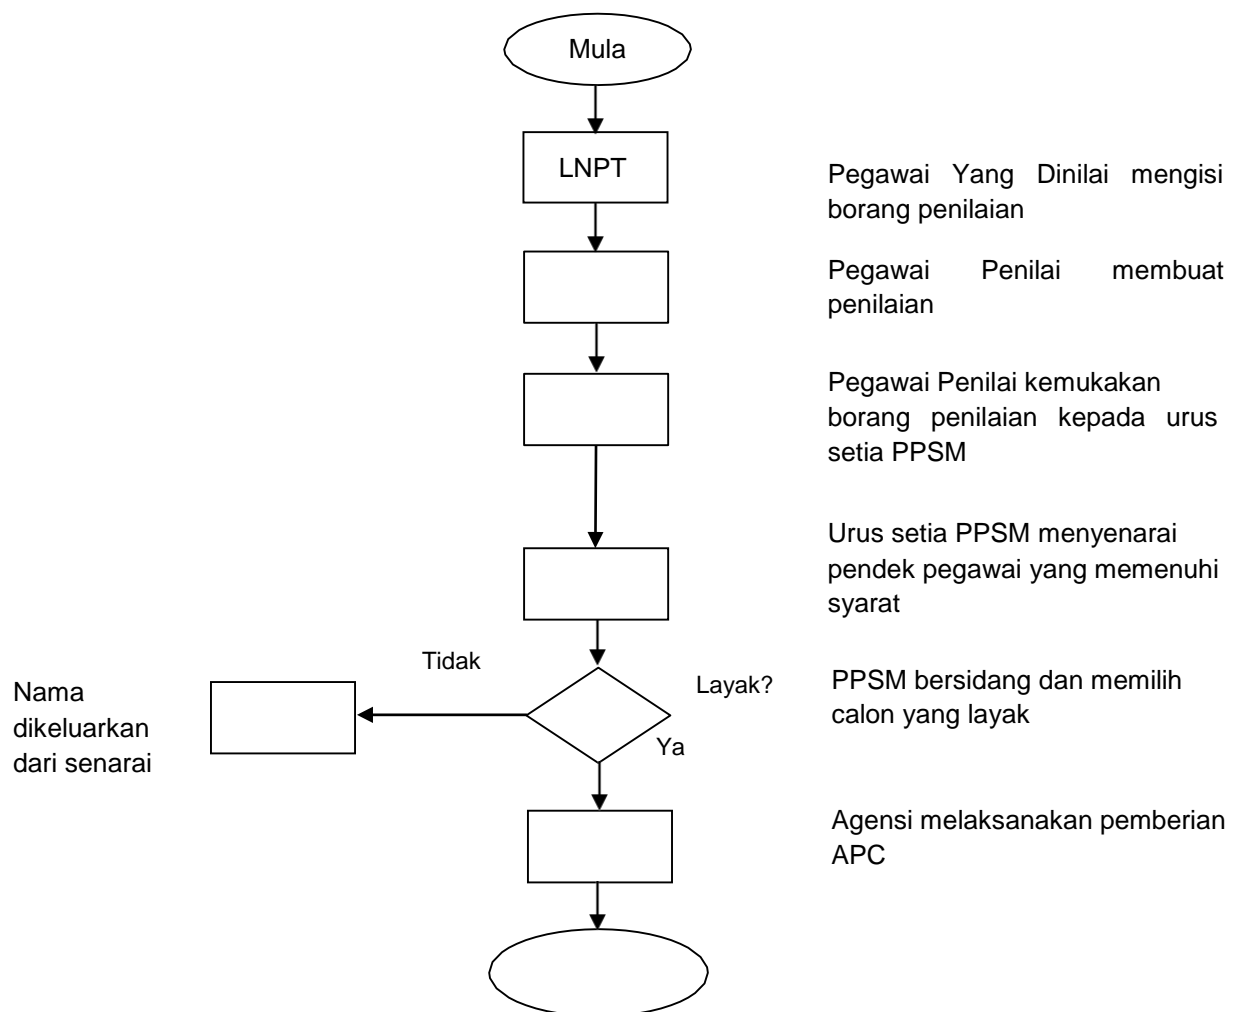 Mula
LNPT
Pegawai Yang Dinilai mengisi
borang penilaian
Pegawai Penilai membuat
penilaian
Pegawai Penilai kemukakan
borang penilaian kepada urus
setia PPSM
Urus setia PPSM menyenarai
pendek pegawai yang memenuhi
syarat
Tidak
Layak?
Ya
Nama
dikeluarkan
dari senarai
PPSM bersidang dan memilih
calon yang layak
Agensi melaksanakan pemberian
APC